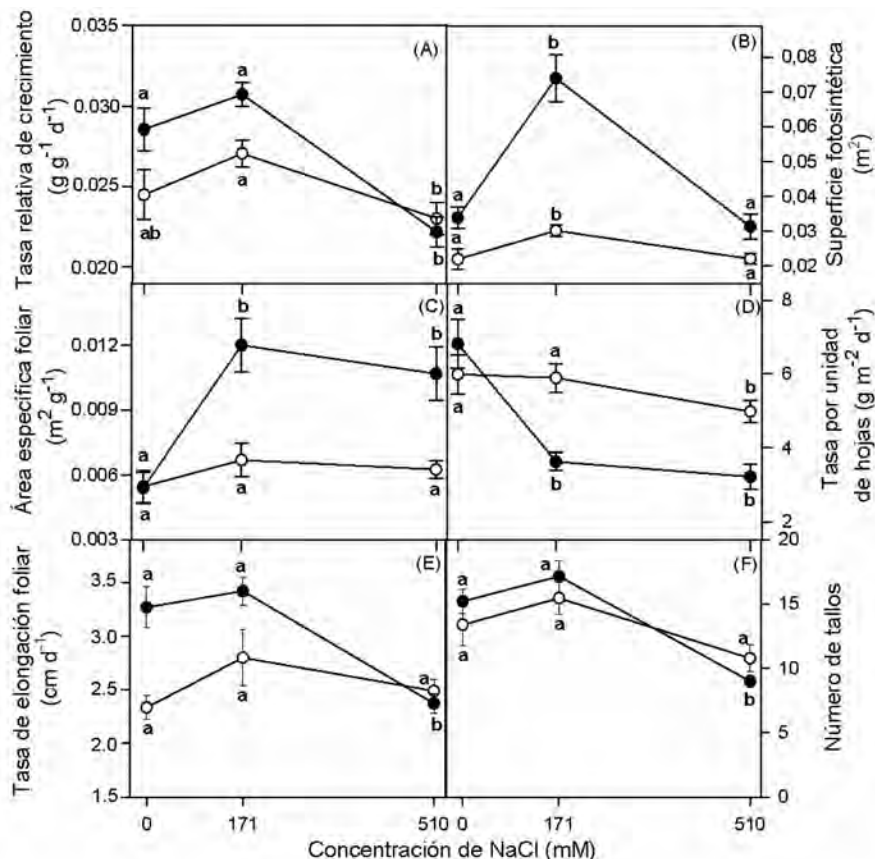 0.035
0.030
0.025
0.020
Tasa relativa de crecimiento
(g g⁻¹ d⁻¹)
(A)
a
a
ab
a
b
b
(B)
b
a
a
b
a
a
0,08
0,07
0,06
0,05
0,04
0,03
0,02
Superficie fotosintética
(m²)
0.012
0.009
0.006
0.003
Área específica foliar
(m² g⁻¹)
(C)
b
b
a
a
a
a
(D)
a
a
a
b
b
b
8
6
4
2
Tasa por unidad
de hojas (g m⁻² d⁻¹)
3.5
3.0
2.5
2.0
1.5
Tasa de elongación foliar
(cm d⁻¹)
(E)
a
a
a
a
a
b
(F)
a
a
a
a
a
b
20
15
10
5
0
Número de tallos
0
171
510
0
171
510
Concentración de NaCl (mM)